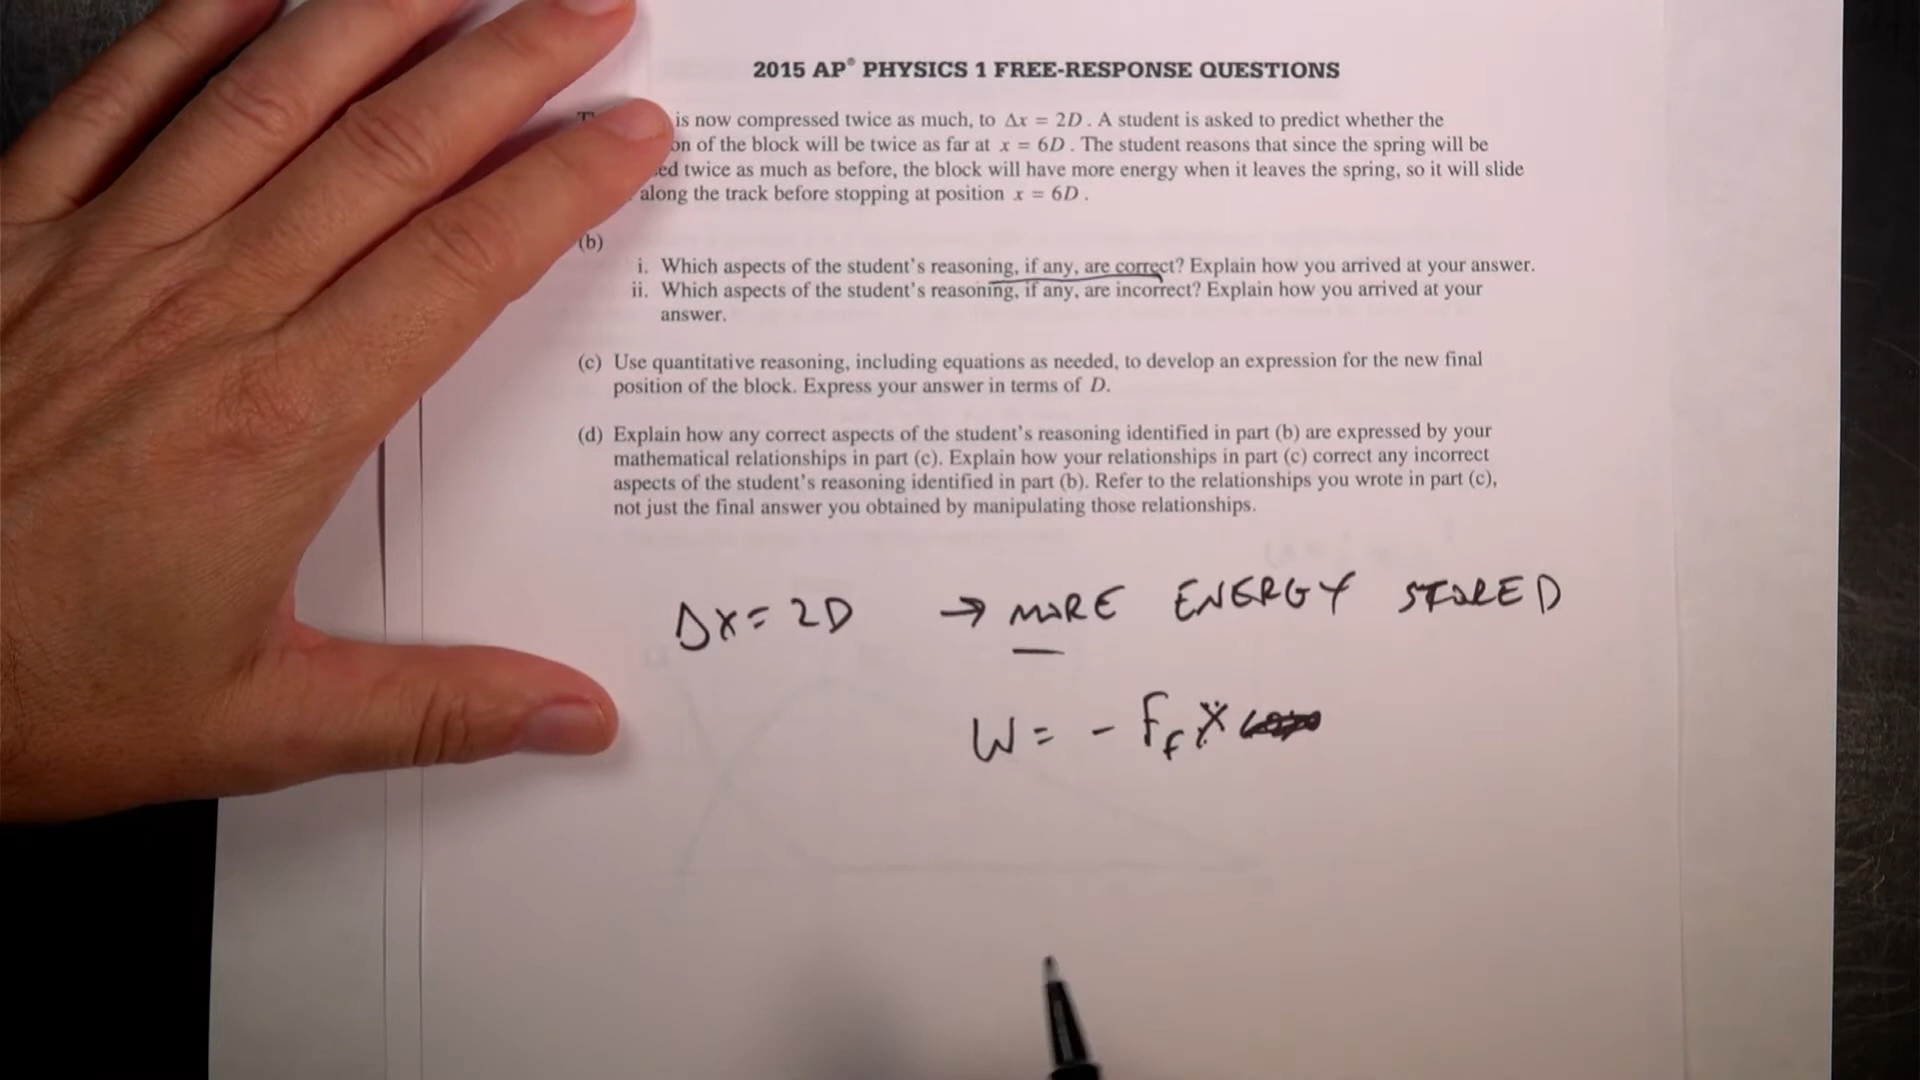 2015 AP® PHYSICS 1 FREE-RESPONSE QUESTIONS
is now compressed twice as much, to Δx = 2D. A student is asked to predict whether the
of the block will be twice as far at x = 6D. The student reasons that since the spring will be
twice as much as before, the block will have more energy when it leaves the spring, so it will slide
along the track before stopping at position x = 6D.
(b)
i. Which aspects of the student's reasoning, if any, are correct? Explain how you arrived at your answer.
ii. Which aspects of the student's reasoning, if any, are incorrect? Explain how you arrived at your
answer.
(c) Use quantitative reasoning, including equations as needed, to develop an expression for the new final
position of the block. Express your answer in terms of D.
(d) Explain how any correct aspects of the student's reasoning identified in part (b) are expressed by your
mathematical relationships in part (c). Explain how your relationships in part (c) correct any incorrect
aspects of the student's reasoning identified in part (b). Refer to the relationships you wrote in part (c),
not just the final answer you obtained by manipulating those relationships.
Δx = 2D → MORE ENERGY STORED
W = - F_f x